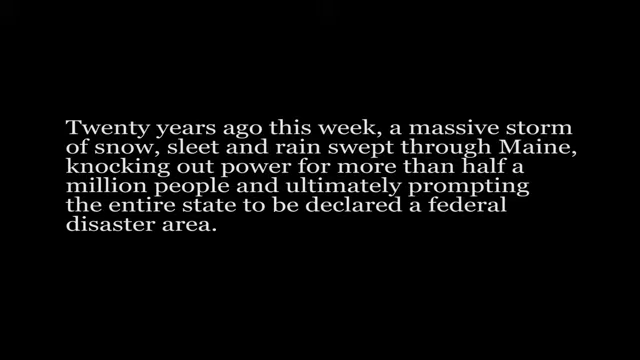 Twenty years ago this week, a massive storm
of snow, sleet and rain swept through Maine,
knocking out power for more than half a
million people and ultimately prompting
the entire state to be declared a federal
disaster area.